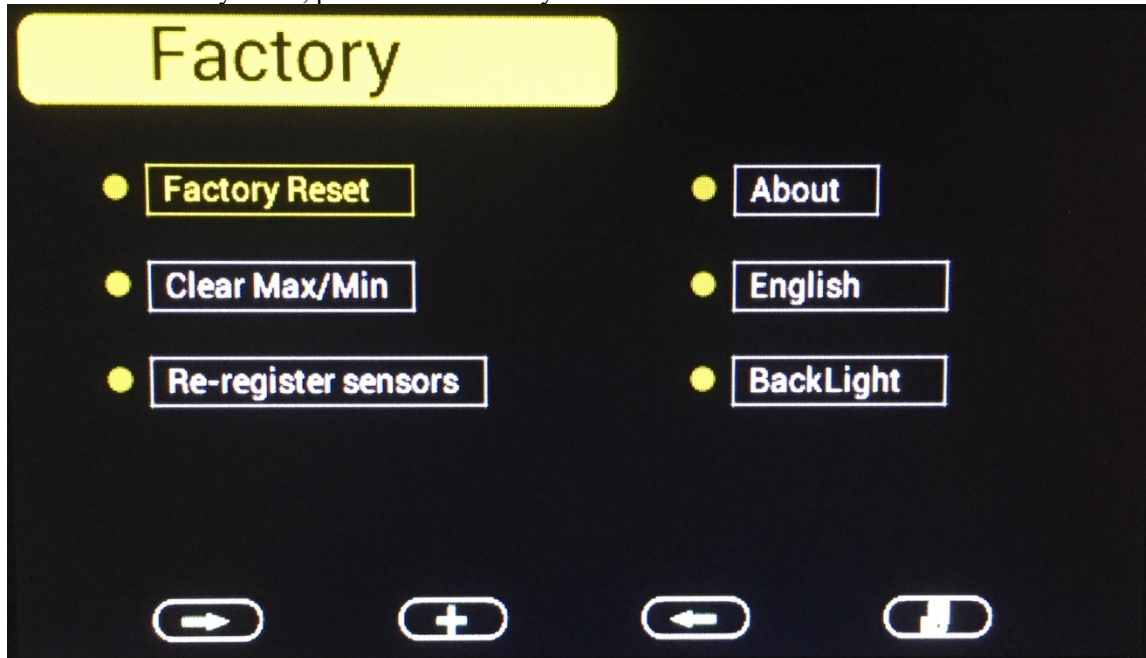 Factory
Factory Reset
About
Clear Max/Min
English
Re-register sensors
BackLight